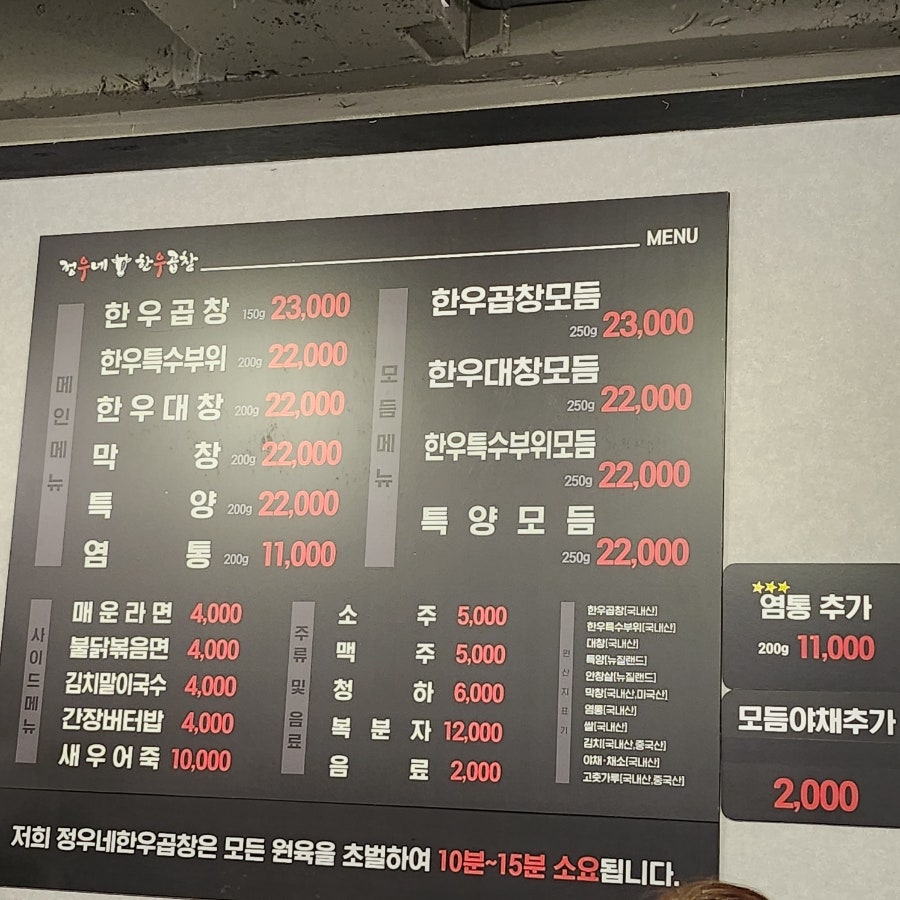 정우네 한우곱창
MENU
메인메뉴
한우곱창 150g 23,000
한우특수부위 200g 22,000
한우대창 200g 22,000
막창 200g 22,000
특양 200g 22,000
염통 200g 11,000
모듬메뉴
한우곱창모듬
250g 23,000
한우대창모듬
250g 22,000
한우특수부위모듬
250g 22,000
특양모듬
250g 22,000
사이드메뉴
매운라면 4,000
불닭볶음면 4,000
김치말이국수 4,000
간장버터밥 4,000
새우어죽 10,000
주류 및 음료
소주 5,000
맥주 5,000
청하 6,000
복분자 12,000
음료 2,000
원산지표기
한우곱창[국내산]
한우특수부위[국내산]
대창[국내산]
특양[뉴질랜드]
안창살[뉴질랜드]
막창[국내산,미국산]
염통[국내산]
쌀[국내산]
김치[국내산,중국산]
야채·채소[국내산]
고춧가루[국내산,중국산]
저희 정우네한우곱창은 모든 원육을 초벌하여 10분~15분 소요됩니다.
염통 추가
200g 11,000
모듬야채추가
2,000